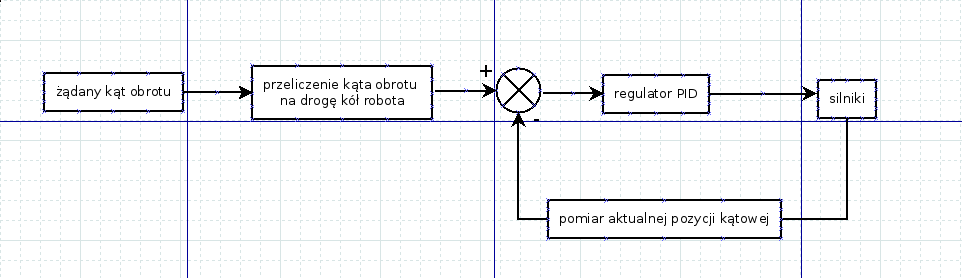 żądany kąt obrotu
przeliczenie kąta obrotu
na drogę kół robota
+
-
regulator PID
silniki
pomiar aktualnej pozycji kątowej